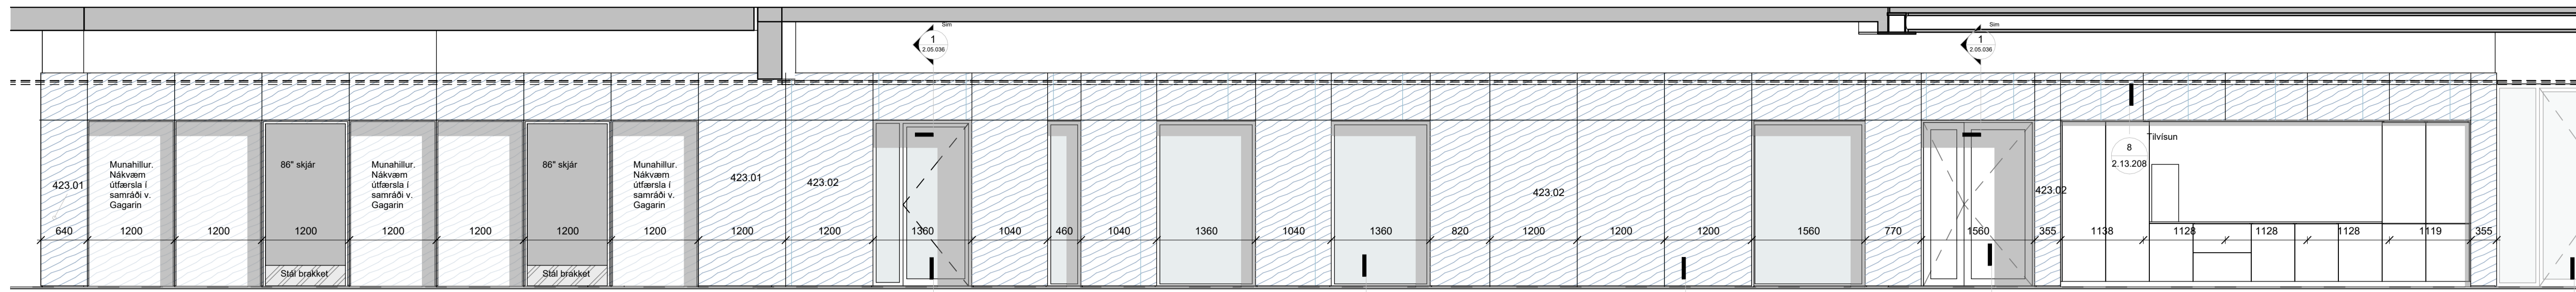 Sim
1
2.05.036
Sim
1
2.05.036
Tilvísun
8
2.13.208
Munahillur.
Nákvæm
útfærsla í
samráði v.
Gagarin
86" skjár
Munahillur.
Nákvæm
útfærsla í
samráði v.
Gagarin
86" skjár
Munahillur.
Nákvæm
útfærsla í
samráði v.
Gagarin
423.01
423.01
423.02
423.02
423.02
640
1200
1200
1200
1200
1200
1200
1200
1200
1200
1360
1040
460
1040
1360
1040
1360
820
1200
1200
1200
1560
770
1560
355
1138
1128
1128
1128
1119
355
Stál brakket
Stál brakket